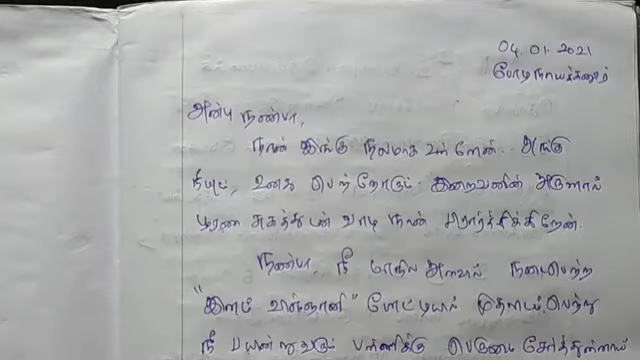 04.01.2021
போடிநாயக்கனூர்
அன்பு நண்பா,
நான் இங்கு நலமாக உள்ளேன். அங்கு
நீயும், உனது பெற்றோரும் இறைவனின் அருளால்
பூரண சுகத்துடன் வாழ நான் பிரார்த்திக்கிறேன்.
நண்பா, நீ மாநில அளவில் நடைபெற்ற
"இளம் விஞ்ஞானி" போட்டியில் முதலிடம் பெற்று
நீ பயன்றுவரும் பள்ளிக்கு பெருமை சேர்த்துள்ளாய்